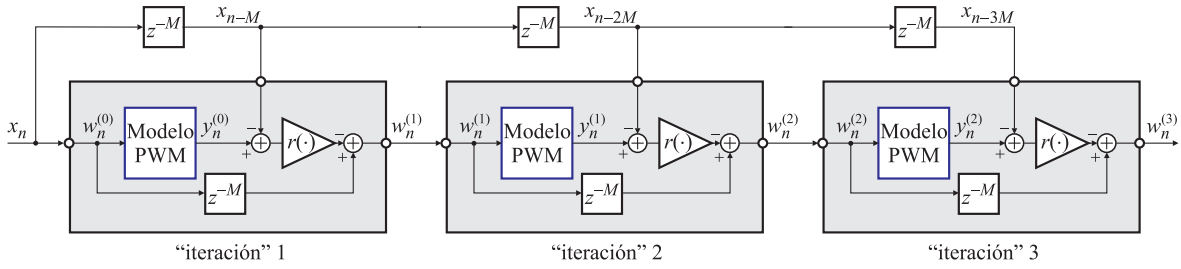 z^{-M} x_{n-M} z^{-M} x_{n-2M} z^{-M} x_{n-3M}
x_n w_n^{(0)} Modelo PWM y_n^{(0)} − + r(·) − + w_n^{(1)} w_n^{(1)} Modelo PWM y_n^{(1)} − + r(·) − + w_n^{(2)} w_n^{(2)} Modelo PWM y_n^{(2)} − + r(·) − + w_n^{(3)}
z^{-M} z^{-M} z^{-M}
“iteración” 1 “iteración” 2 “iteración” 3